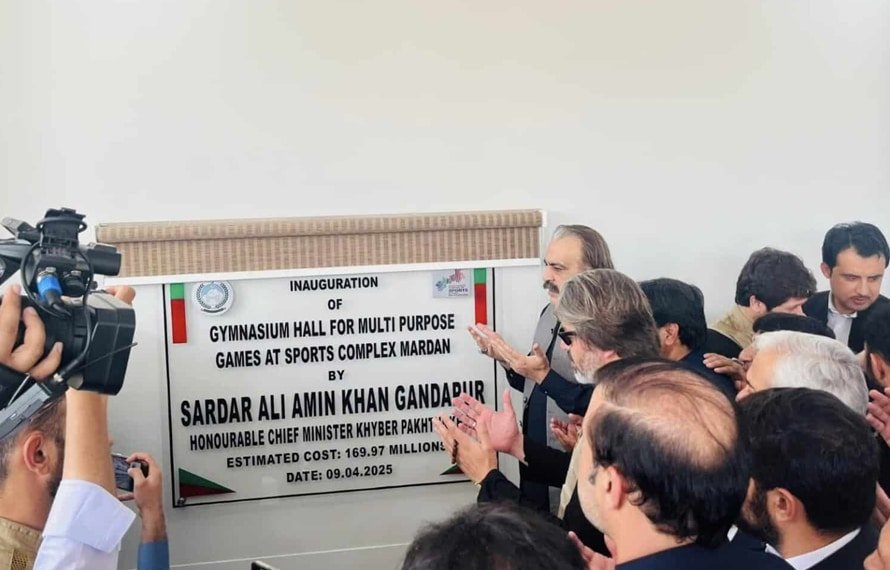 INAUGURATION
OF
GYMNASIUM HALL FOR MULTI PURPOSE
GAMES AT SPORTS COMPLEX MARDAN
BY
SARDAR ALI AMIN KHAN GANDAPUR
HONOURABLE CHIEF MINISTER KHYBER
ESTIMATED COST: 169.97 MILLIONS
DATE: 09.04.2025
SPORTS